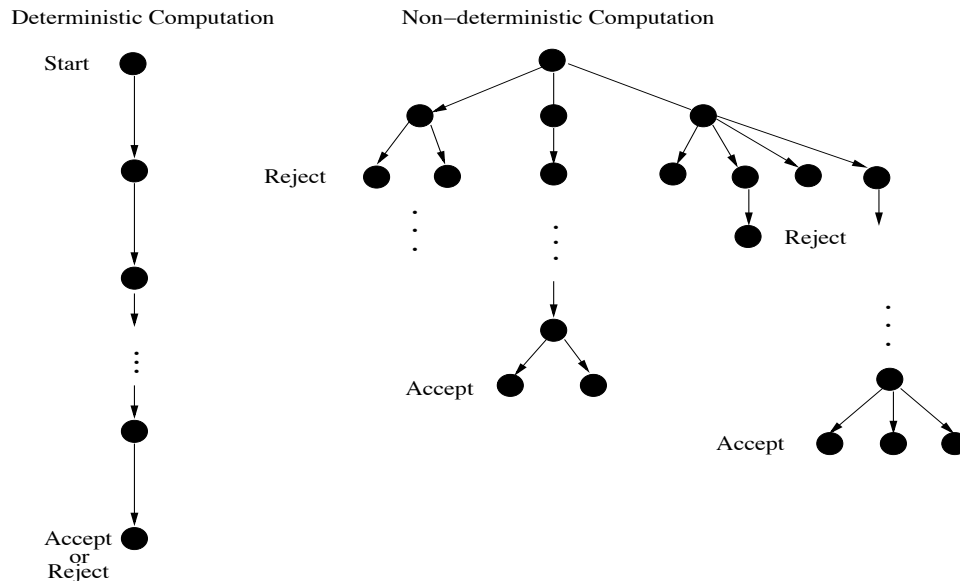 Deterministic Computation
Non−deterministic Computation
Start
Reject
Reject
Accept
Accept
Accept
or
Reject